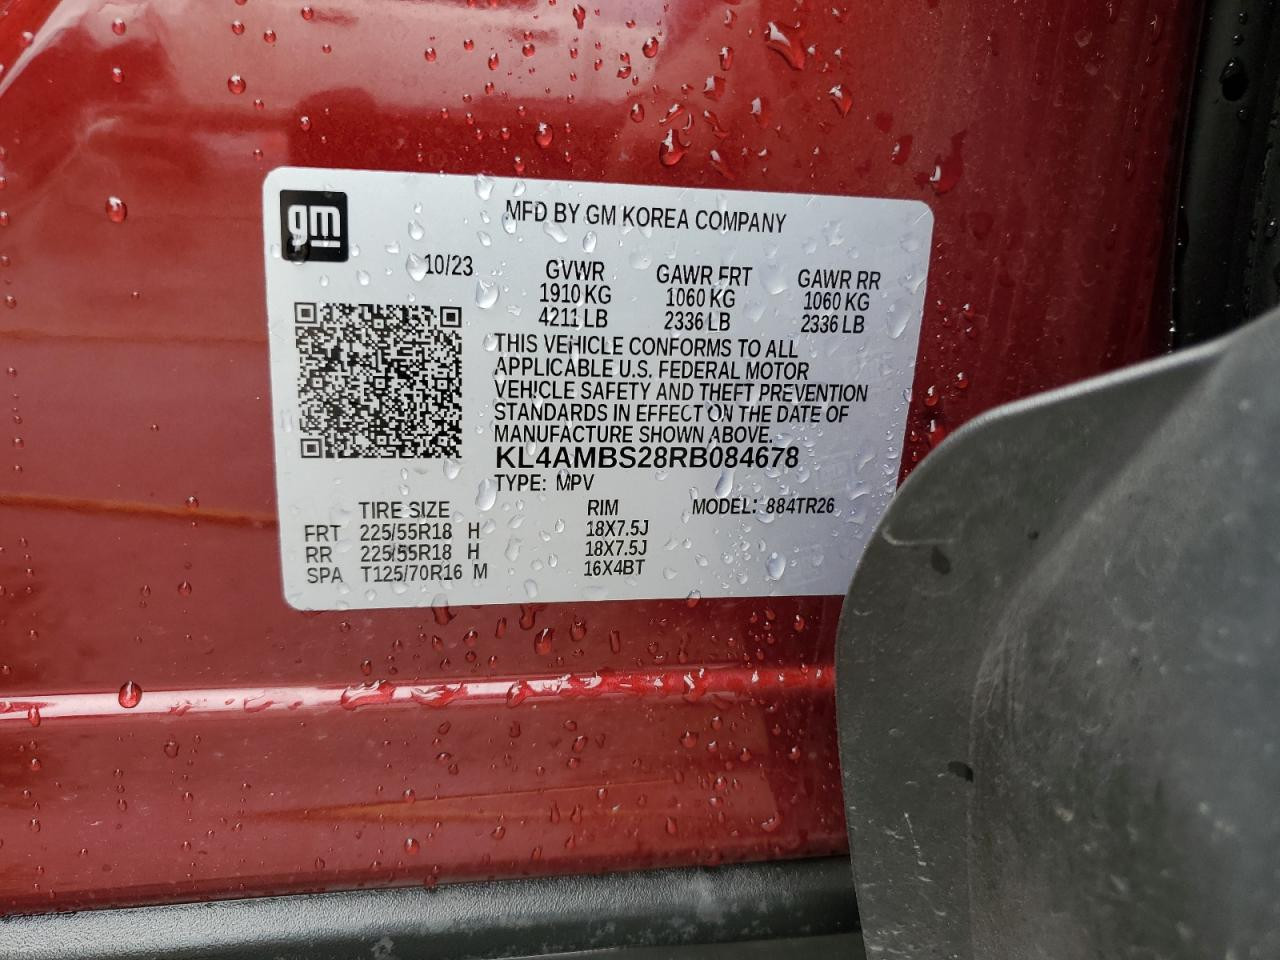 gm
MFD BY GM KOREA COMPANY
10/23 GVWR GAWR FRT GAWR RR
1910 KG 1060 KG 1060 KG
4211 LB 2336 LB 2336 LB
THIS VEHICLE CONFORMS TO ALL
APPLICABLE U.S. FEDERAL MOTOR
VEHICLE SAFETY AND THEFT PREVENTION
STANDARDS IN EFFECT ON THE DATE OF
MANUFACTURE SHOWN ABOVE.
KL4AMBS28RB084678
TYPE: MPV
TIRE SIZE RIM MODEL: 884TR26
FRT 225/55R18 H 18X7.5J
RR 225/55R18 H 18X7.5J
SPA T125/70R16 M 16X4BT